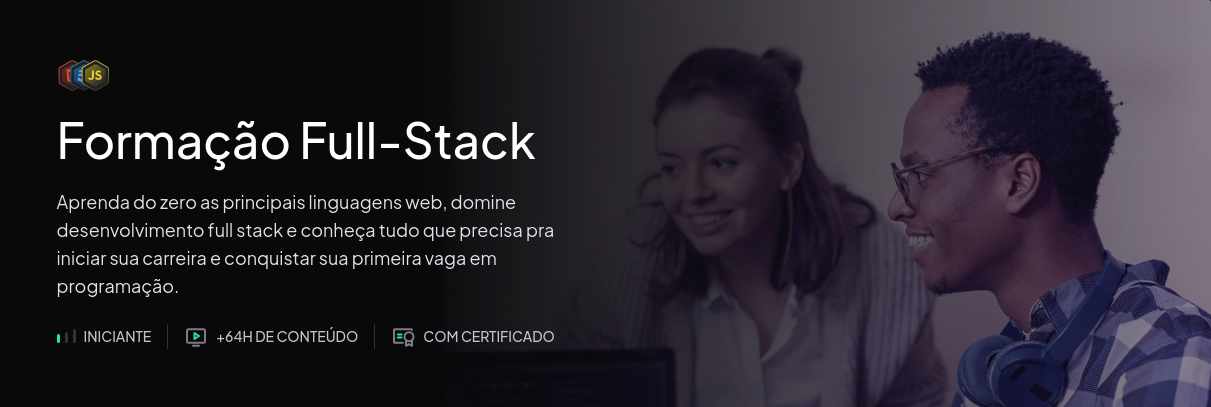 JS
Formação Full-Stack
Aprenda do zero as principais linguagens web, domine
desenvolvimento full stack e conheça tudo que precisa pra
iniciar sua carreira e conquistar sua primeira vaga em
programação.
INICIANTE +64H DE CONTEÚDO COM CERTIFICADO